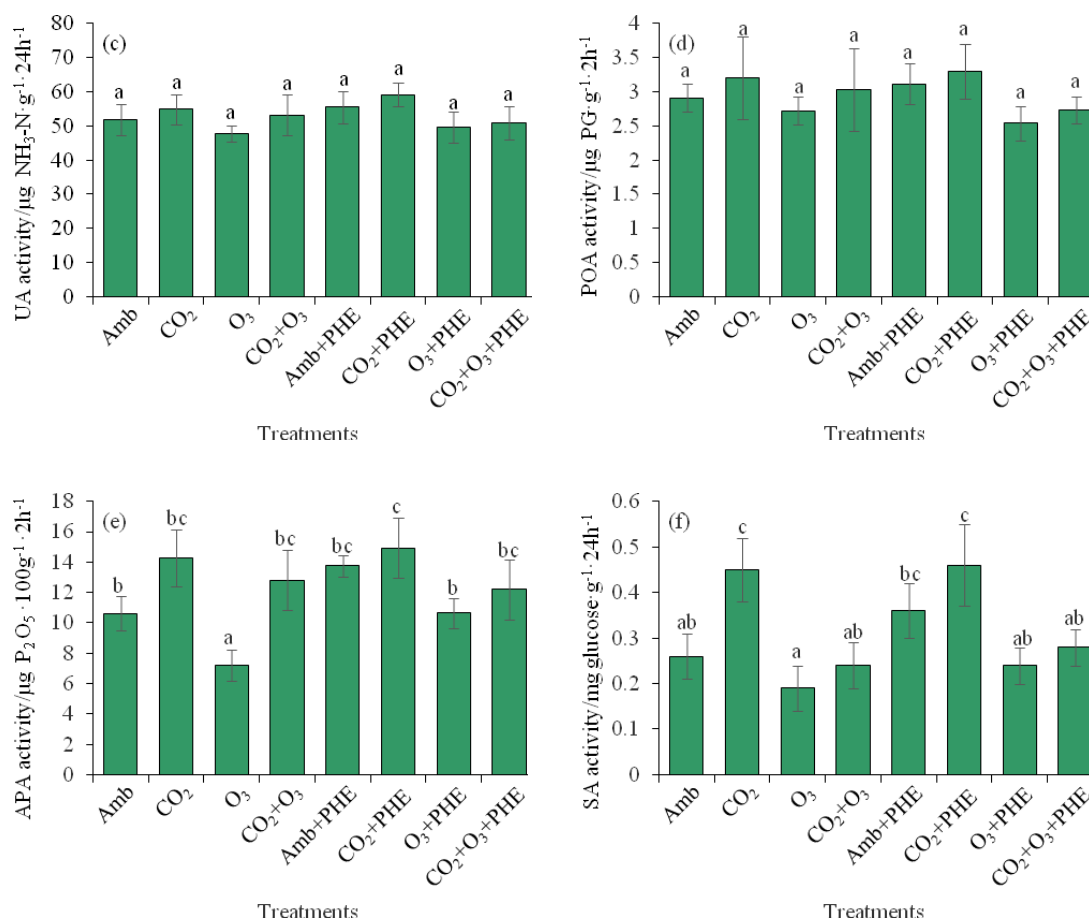 (c)
UA activity/µg NH₃-N·g⁻¹·24h⁻¹
80
70
60
50
40
30
20
10
0
a
a
a
a
a
a
a
a
Amb
CO₂
O₃
CO₂+O₃
Amb+PHE
CO₂+PHE
O₃+PHE
CO₂+O₃+PHE
Treatments
(d)
POA activity/µg PG·g⁻¹·2h⁻¹
4
3.5
3
2.5
2
1.5
1
0.5
0
a
a
a
a
a
a
a
a
Amb
CO₂
O₃
CO₂+O₃
Amb+PHE
CO₂+PHE
O₃+PHE
CO₂+O₃+PHE
Treatments
(e)
APA activity/µg P₂O₅·100g⁻¹·2h⁻¹
18
16
14
12
10
8
6
4
2
0
b
bc
a
bc
bc
c
b
bc
Amb
CO₂
O₃
CO₂+O₃
Amb+PHE
CO₂+PHE
O₃+PHE
CO₂+O₃+PHE
Treatments
(f)
SA activity/mg glucose·g⁻¹·24h⁻¹
0.6
0.5
0.4
0.3
0.2
0.1
0
ab
c
a
ab
bc
c
ab
ab
Amb
CO₂
O₃
CO₂+O₃
Amb+PHE
CO₂+PHE
O₃+PHE
CO₂+O₃+PHE
Treatments